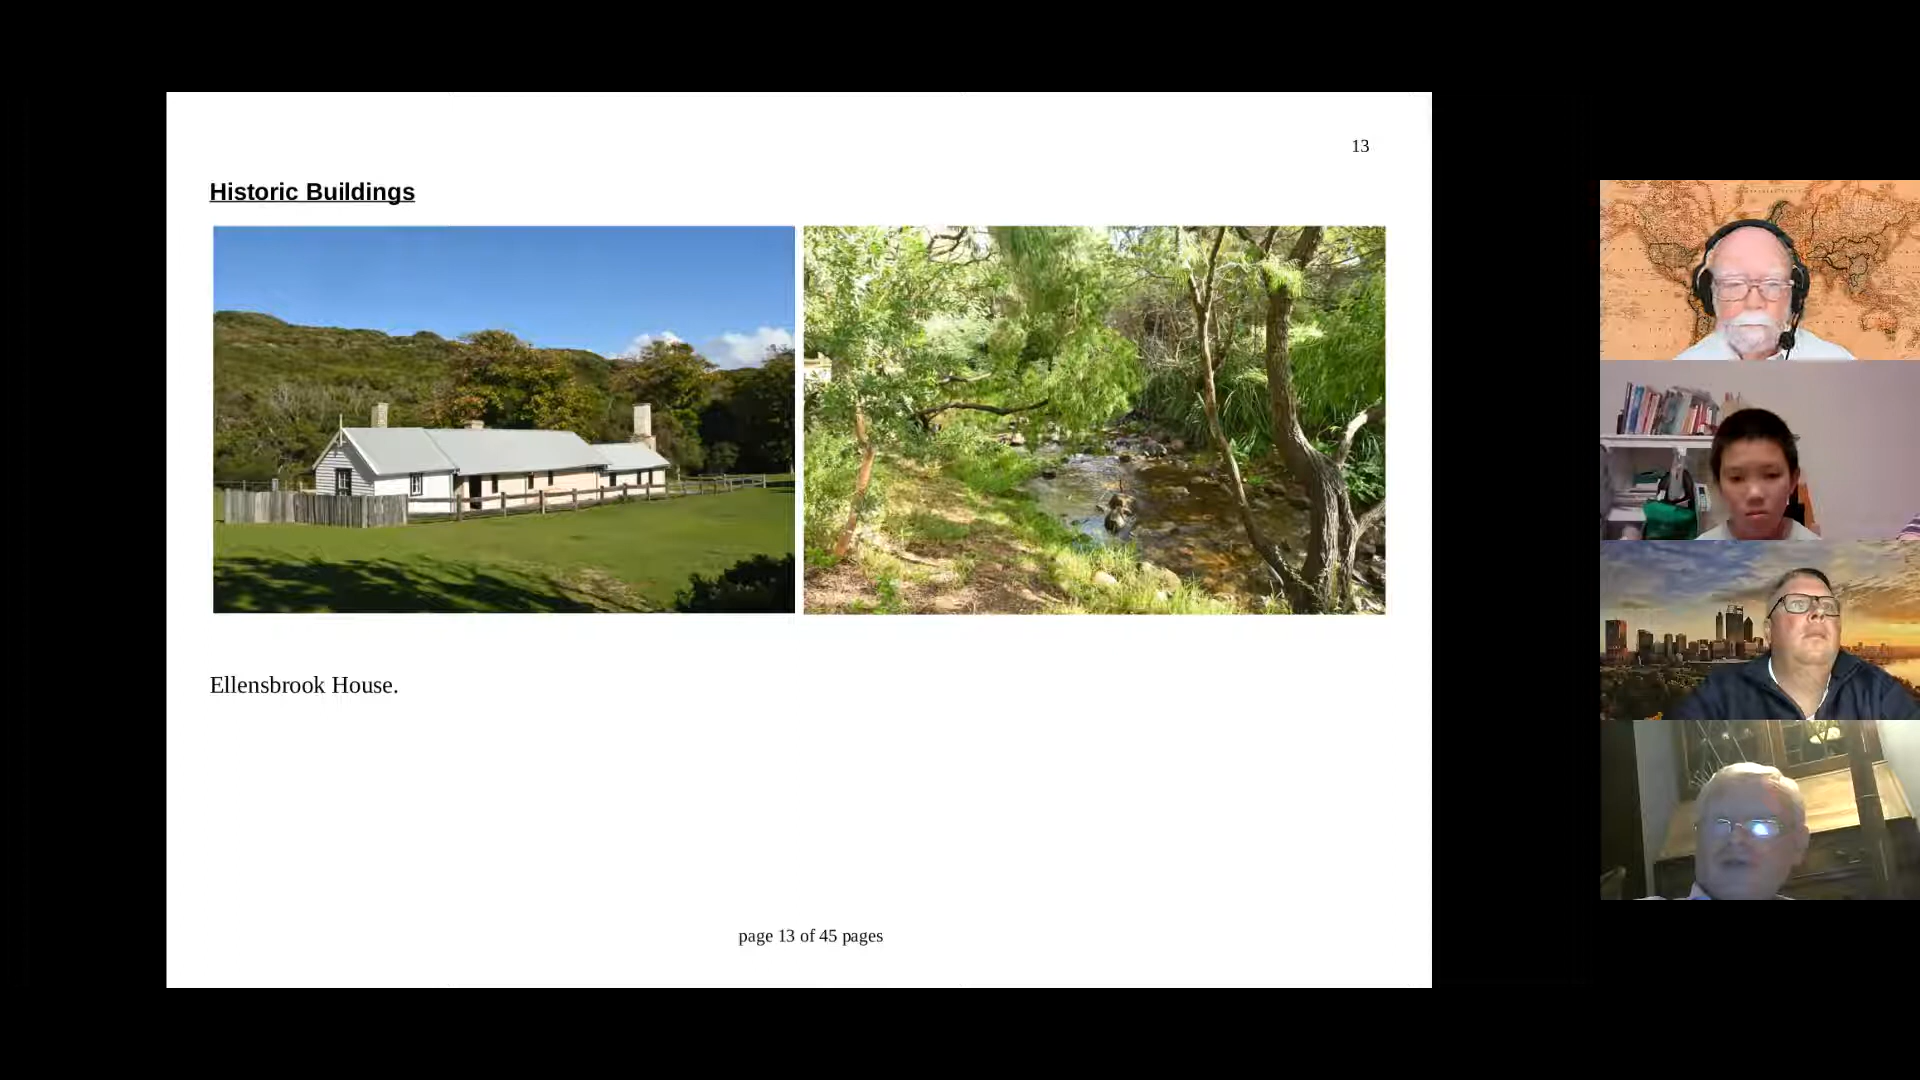 13
Historic Buildings
Ellensbrook House.
page 13 of 45 pages